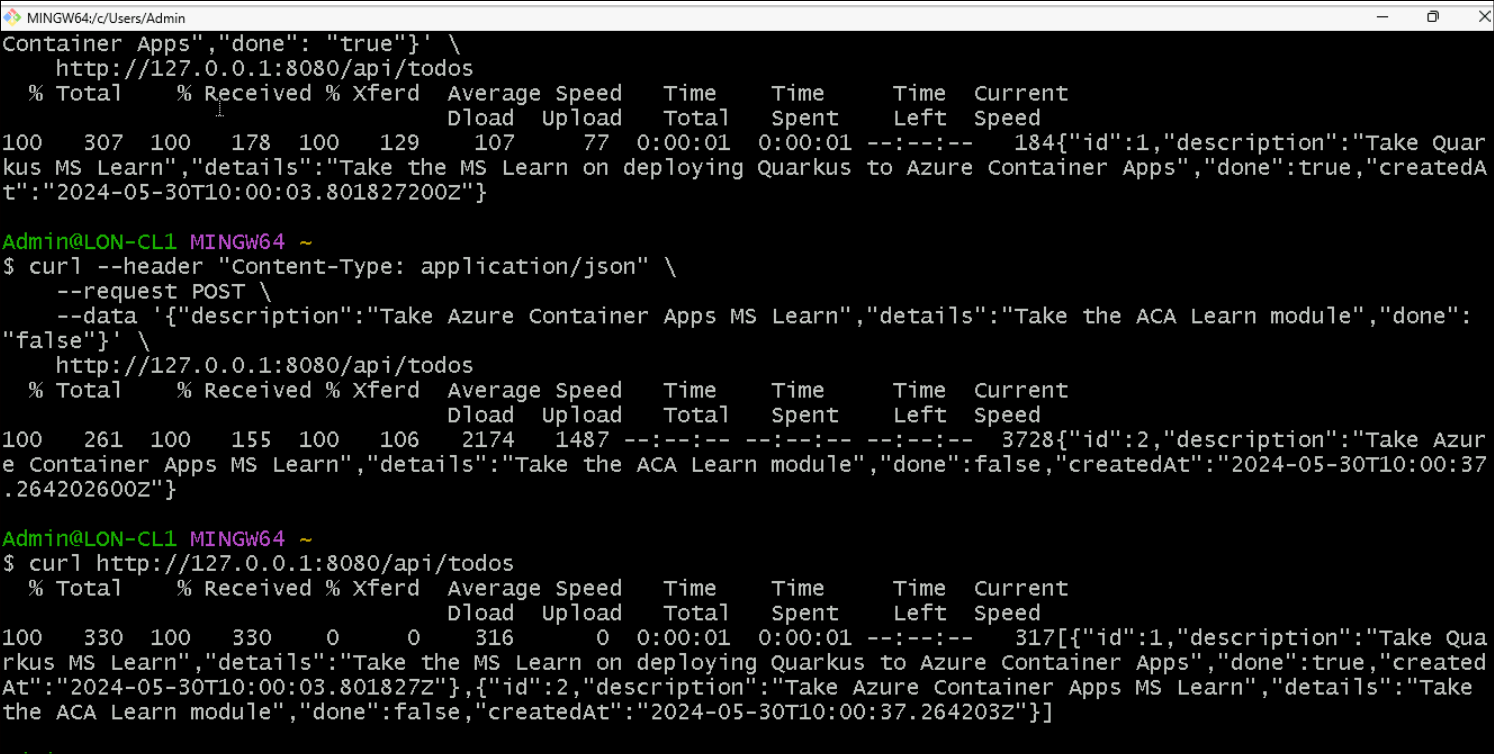 MINGW64:/c/Users/Admin
Container Apps","done": "true"}' \
    http://127.0.0.1:8080/api/todos
  % Total    % Received % Xferd  Average Speed   Time    Time     Time  Current
                                 Dload  Upload   Total   Spent    Left  Speed
100   307  100   178  100   129    107     77  0:00:01  0:00:01 --:--:--   184{"id":1,"description":"Take Quar
kus MS Learn","details":"Take the MS Learn on deploying Quarkus to Azure Container Apps","done":true,"createdA
t":"2024-05-30T10:00:03.801827200Z"}
Admin@LON-CL1 MINGW64 ~
$ curl --header "Content-Type: application/json" \
    --request POST \
    --data '{"description":"Take Azure Container Apps MS Learn","details":"Take the ACA Learn module","done":
"false"}' \
    http://127.0.0.1:8080/api/todos
  % Total    % Received % Xferd  Average Speed   Time    Time     Time  Current
                                 Dload  Upload   Total   Spent    Left  Speed
100   261  100   155  100   106   2174   1487 --:--:-- --:--:-- --:--:--  3728{"id":2,"description":"Take Azur
e Container Apps MS Learn","details":"Take the ACA Learn module","done":false,"createdAt":"2024-05-30T10:00:37
.264202600Z"}
Admin@LON-CL1 MINGW64 ~
$ curl http://127.0.0.1:8080/api/todos
  % Total    % Received % Xferd  Average Speed   Time    Time     Time  Current
                                 Dload  Upload   Total   Spent    Left  Speed
100   330  100   330    0     0    316      0  0:00:01  0:00:01 --:--:--   317[{"id":1,"description":"Take Qua
rkus MS Learn","details":"Take the MS Learn on deploying Quarkus to Azure Container Apps","done":true,"created
At":"2024-05-30T10:00:03.801827Z"},{"id":2,"description":"Take Azure Container Apps MS Learn","details":"Take
the ACA Learn module","done":false,"createdAt":"2024-05-30T10:00:37.264203Z"}]